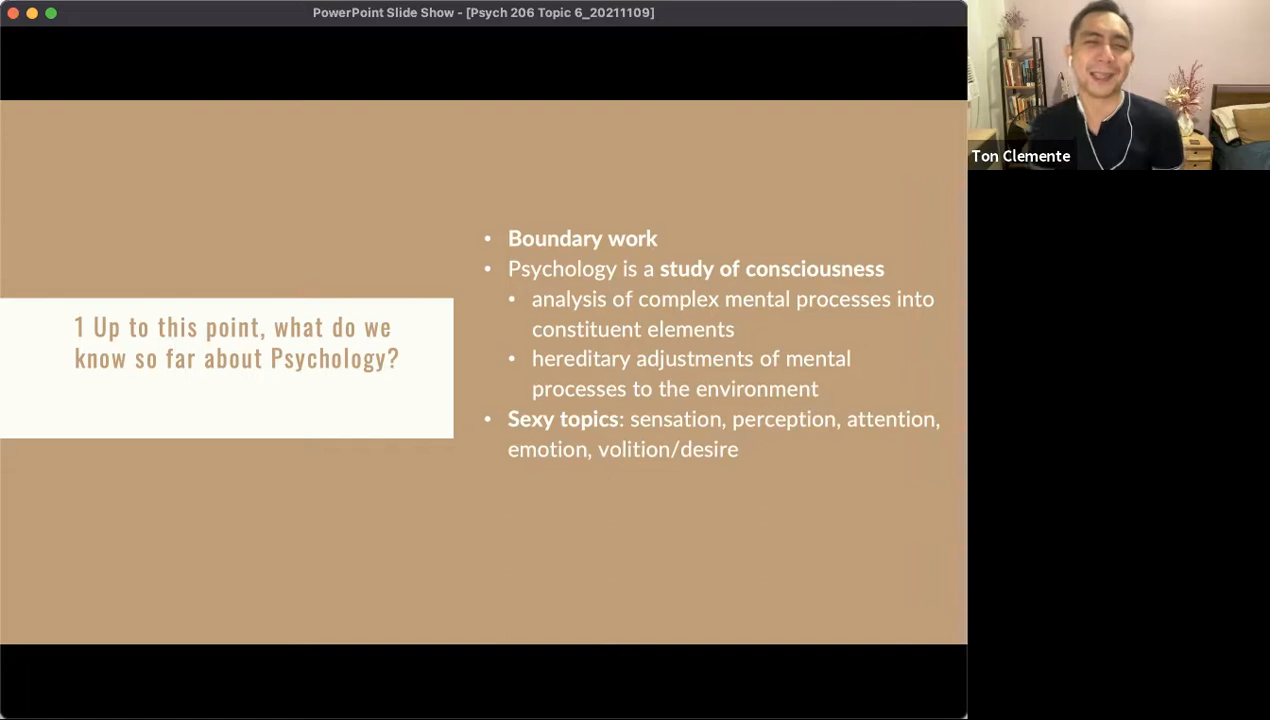 PowerPoint Slide Show - [Psych 206 Topic 6_20211109]
Ton Clemente
1 Up to this point, what do we
know so far about Psychology?
• Boundary work
• Psychology is a study of consciousness
• analysis of complex mental processes into
constituent elements
• hereditary adjustments of mental
processes to the environment
• Sexy topics: sensation, perception, attention,
emotion, volition/desire